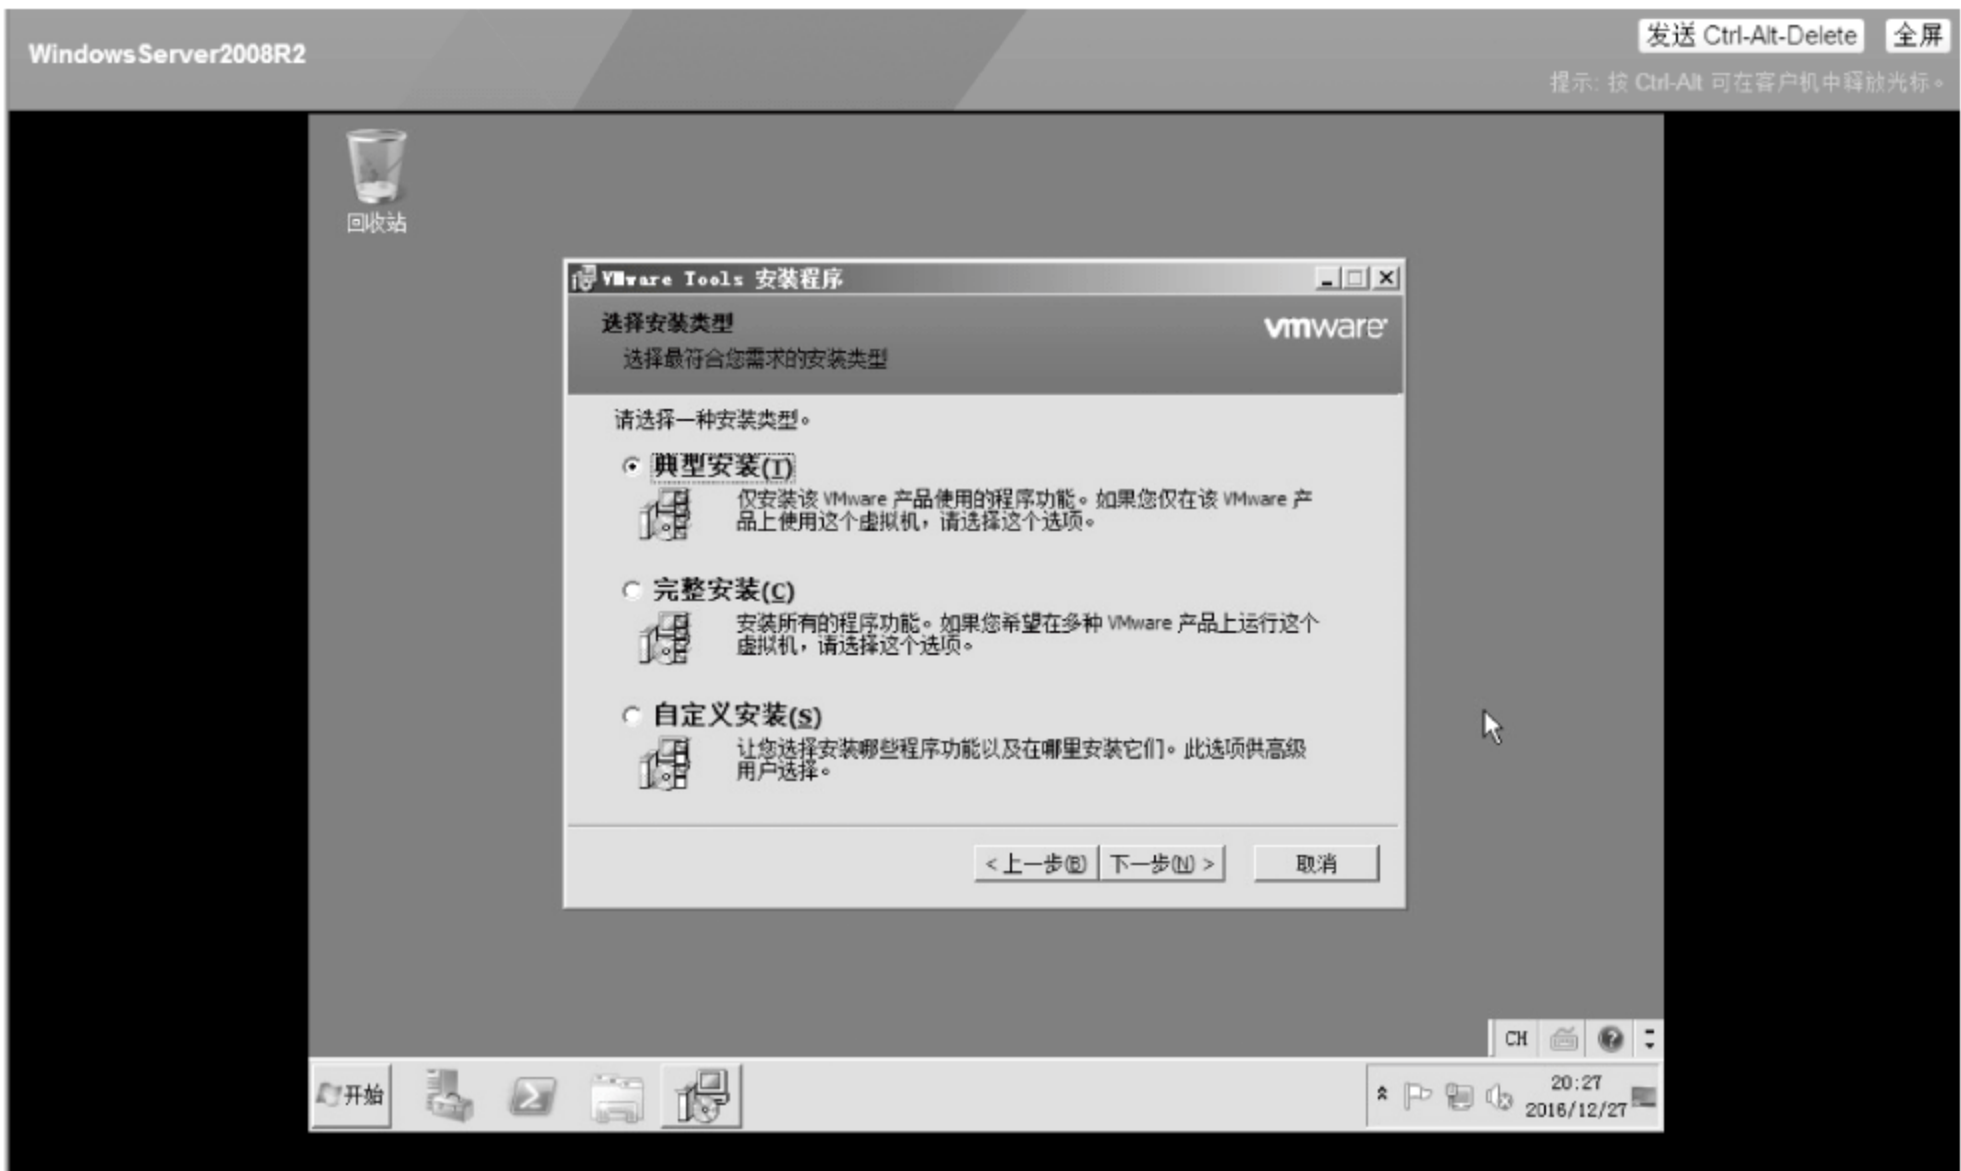 WindowsServer2008R2
发送 Ctrl-Alt-Delete
全屏
提示: 按 Ctrl-Alt 可在客户机中释放光标。
回收站
VMware Tools 安装程序
选择安装类型
vmware
选择最符合您需求的安装类型
请选择一种安装类型。
典型安装(T)
仅安装该 VMware 产品使用的程序功能。如果您仅在该 VMware 产
品上使用这个虚拟机，请选择这个选项。
完整安装(C)
安装所有的程序功能。如果您希望在多种 VMware 产品上运行这个
虚拟机，请选择这个选项。
自定义安装(S)
让您选择安装哪些程序功能以及在哪里安装它们。此选项供高级
用户选择。
<上一步(B)
下一步(N) >
取消
CH
开始
20:27
2016/12/27